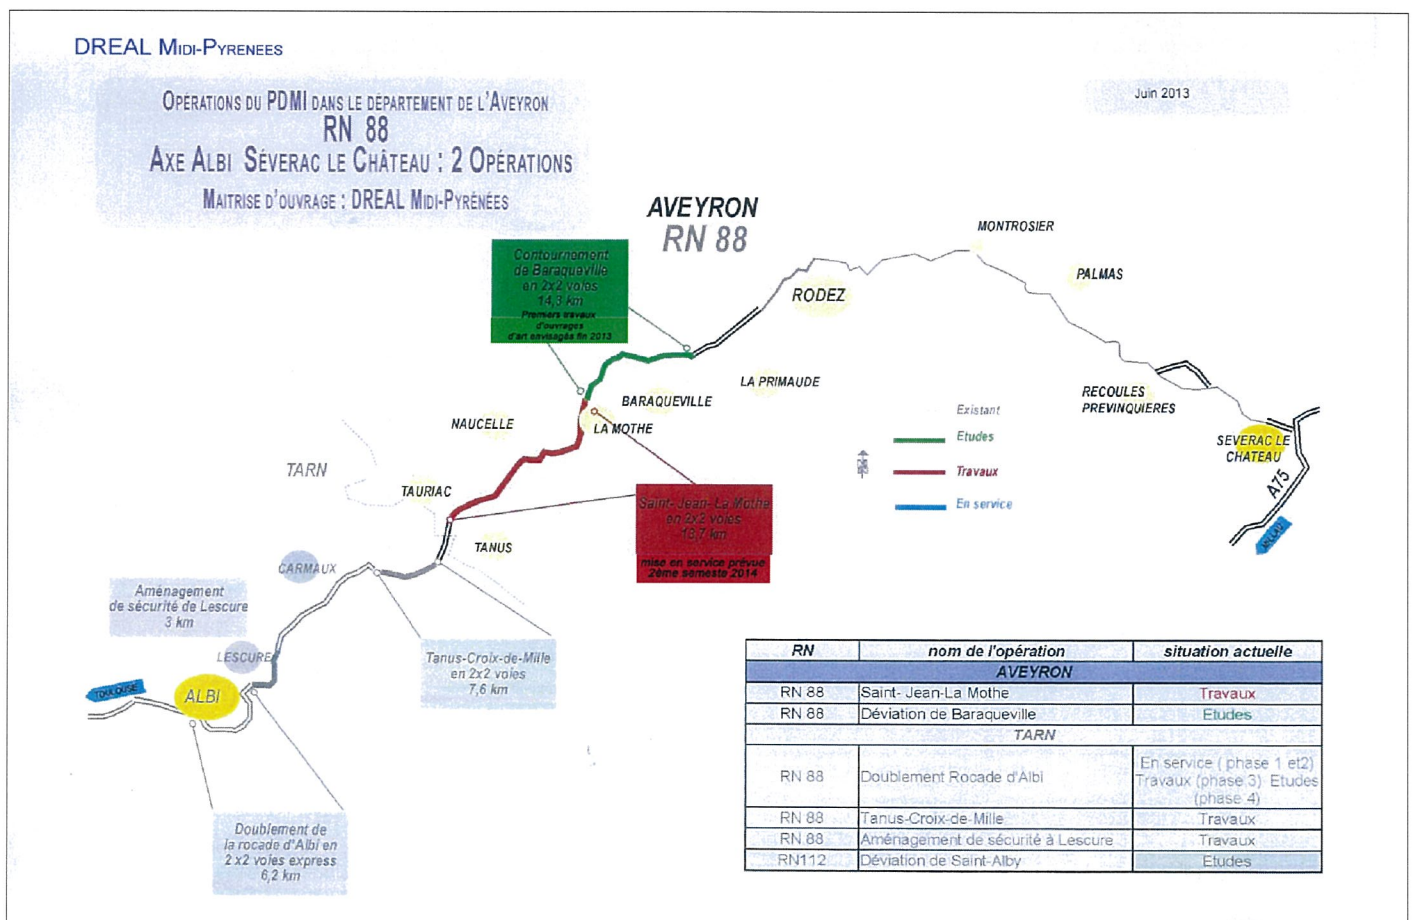 DREAL MIDI-PYRENEES
OPÉRATIONS DU PDMI DANS LE DÉPARTEMENT DE L'AVEYRON
RN 88
AXE ALBI SÉVERAC LE CHÂTEAU : 2 OPÉRATIONS
MAITRISE D'OUVRAGE : DREAL MIDI-PYRÉNÉES
Juin 2013
AVEYRON
RN 88
MONTROSIER
PALMAS
RODEZ
Contournement
de Baraqueville
en 2x2 voies
14,3 km
Premiers travaux
d'ouvrages
d'art envisagés fin 2013
LA PRIMAUDE
BARAQUEVILLE
LA MOTHE
NAUCELLE
RECOULES
PREVINQUIERES
SEVERAC LE
CHATEAU
A75
MILLAU
Existant
Etudes
Travaux
En service
TARN
TAURIAC
TANUS
Saint- Jean- La Mothe
en 2x2 voies
13,7 km
mise en service prévue
2ème semeste 2014
CARMAUX
Aménagement
de sécurité de Lescure
3 km
LESCURE
ALBI
TOULOUSE
Tanus-Croix-de-Mille
en 2x2 voies
7,6 km
Doublement de
la rocade d'Albi en
2 x2 voies express
6,2 km
RN nom de l'opération situation actuelle
AVEYRON
RN 88 Saint- Jean-La Mothe Travaux
RN 88 Déviation de Baraqueville Etudes
TARN
RN 88 Doublement Rocade d'Albi En service ( phase 1 et2)
Travaux (phase 3) Etudes
(phase 4)
RN 88 Tanus-Croix-de-Mille Travaux
RN 88 Aménagement de sécurité à Lescure Travaux
RN112 Déviation de Saint-Alby Etudes